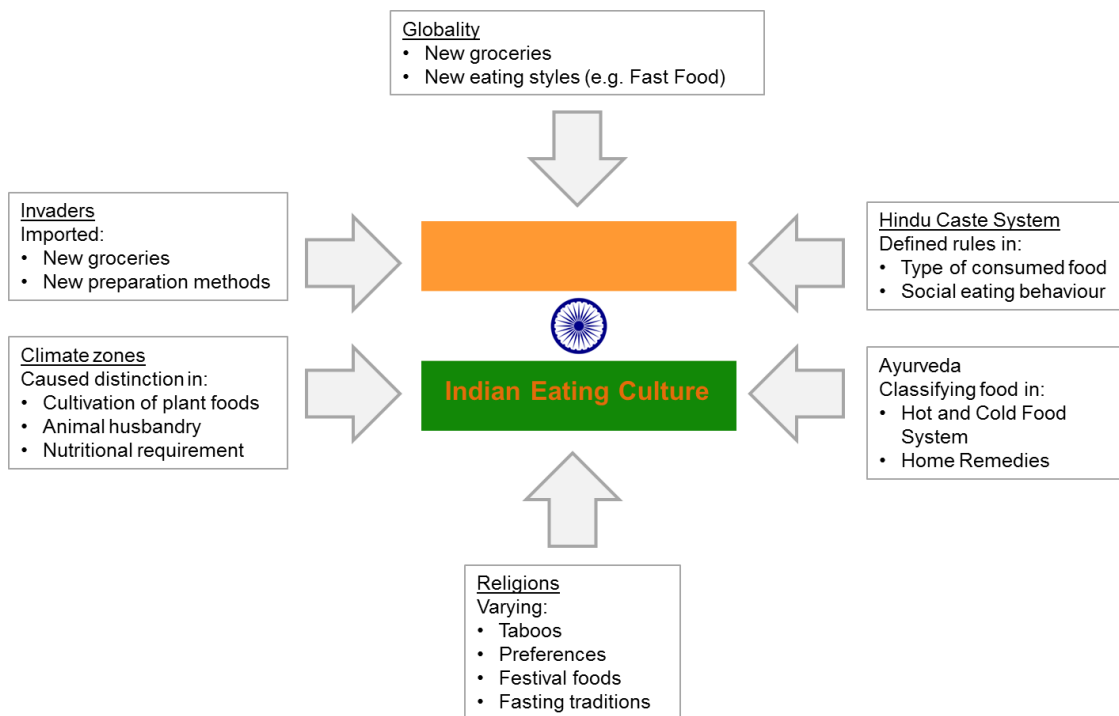 Globality
• New groceries
• New eating styles (e.g. Fast Food)
Invaders
Imported:
• New groceries
• New preparation methods
Hindu Caste System
Defined rules in:
• Type of consumed food
• Social eating behaviour
Climate zones
Caused distinction in:
• Cultivation of plant foods
• Animal husbandry
• Nutritional requirement
Indian Eating Culture
Ayurveda
Classifying food in:
• Hot and Cold Food
System
• Home Remedies
Religions
Varying:
• Taboos
• Preferences
• Festival foods
• Fasting traditions